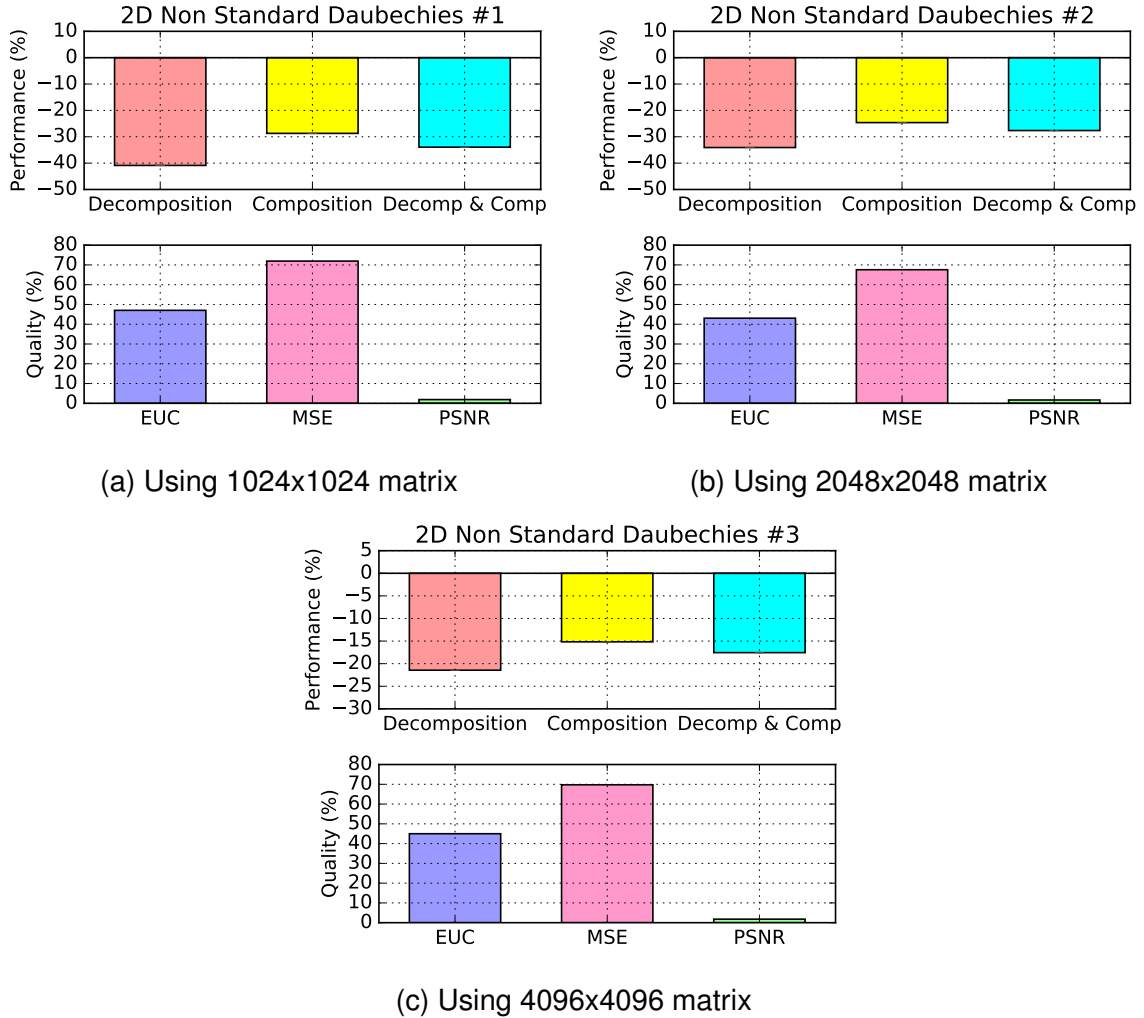 2D Non Standard Daubechies #1
Performance (%)
10
0
−10
−20
−30
−40
−50
Decomposition Composition Decomp & Comp
Quality (%)
80
70
60
50
40
30
20
10
0
EUC MSE PSNR
(a) Using 1024x1024 matrix
2D Non Standard Daubechies #2
Performance (%)
10
0
−10
−20
−30
−40
−50
Decomposition Composition Decomp & Comp
Quality (%)
80
70
60
50
40
30
20
10
0
EUC MSE PSNR
(b) Using 2048x2048 matrix
2D Non Standard Daubechies #3
Performance (%)
5
0
−5
−10
−15
−20
−25
−30
Decomposition Composition Decomp & Comp
Quality (%)
80
70
60
50
40
30
20
10
0
EUC MSE PSNR
(c) Using 4096x4096 matrix